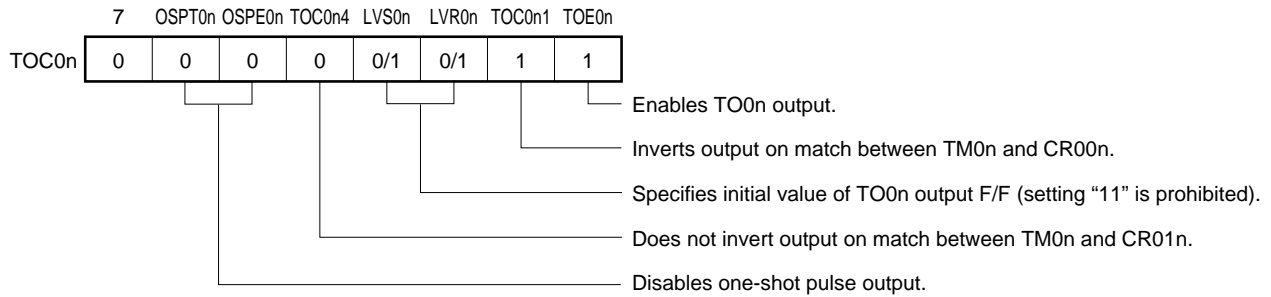 7 OSPT0n OSPE0n TOC0n4 LVS0n LVR0n TOC0n1 TOE0n
TOC0n 0 0 0 0 0/1 0/1 1 1
Enables TO0n output.
Inverts output on match between TM0n and CR00n.
Specifies initial value of TO0n output F/F (setting “11” is prohibited).
Does not invert output on match between TM0n and CR01n.
Disables one-shot pulse output.